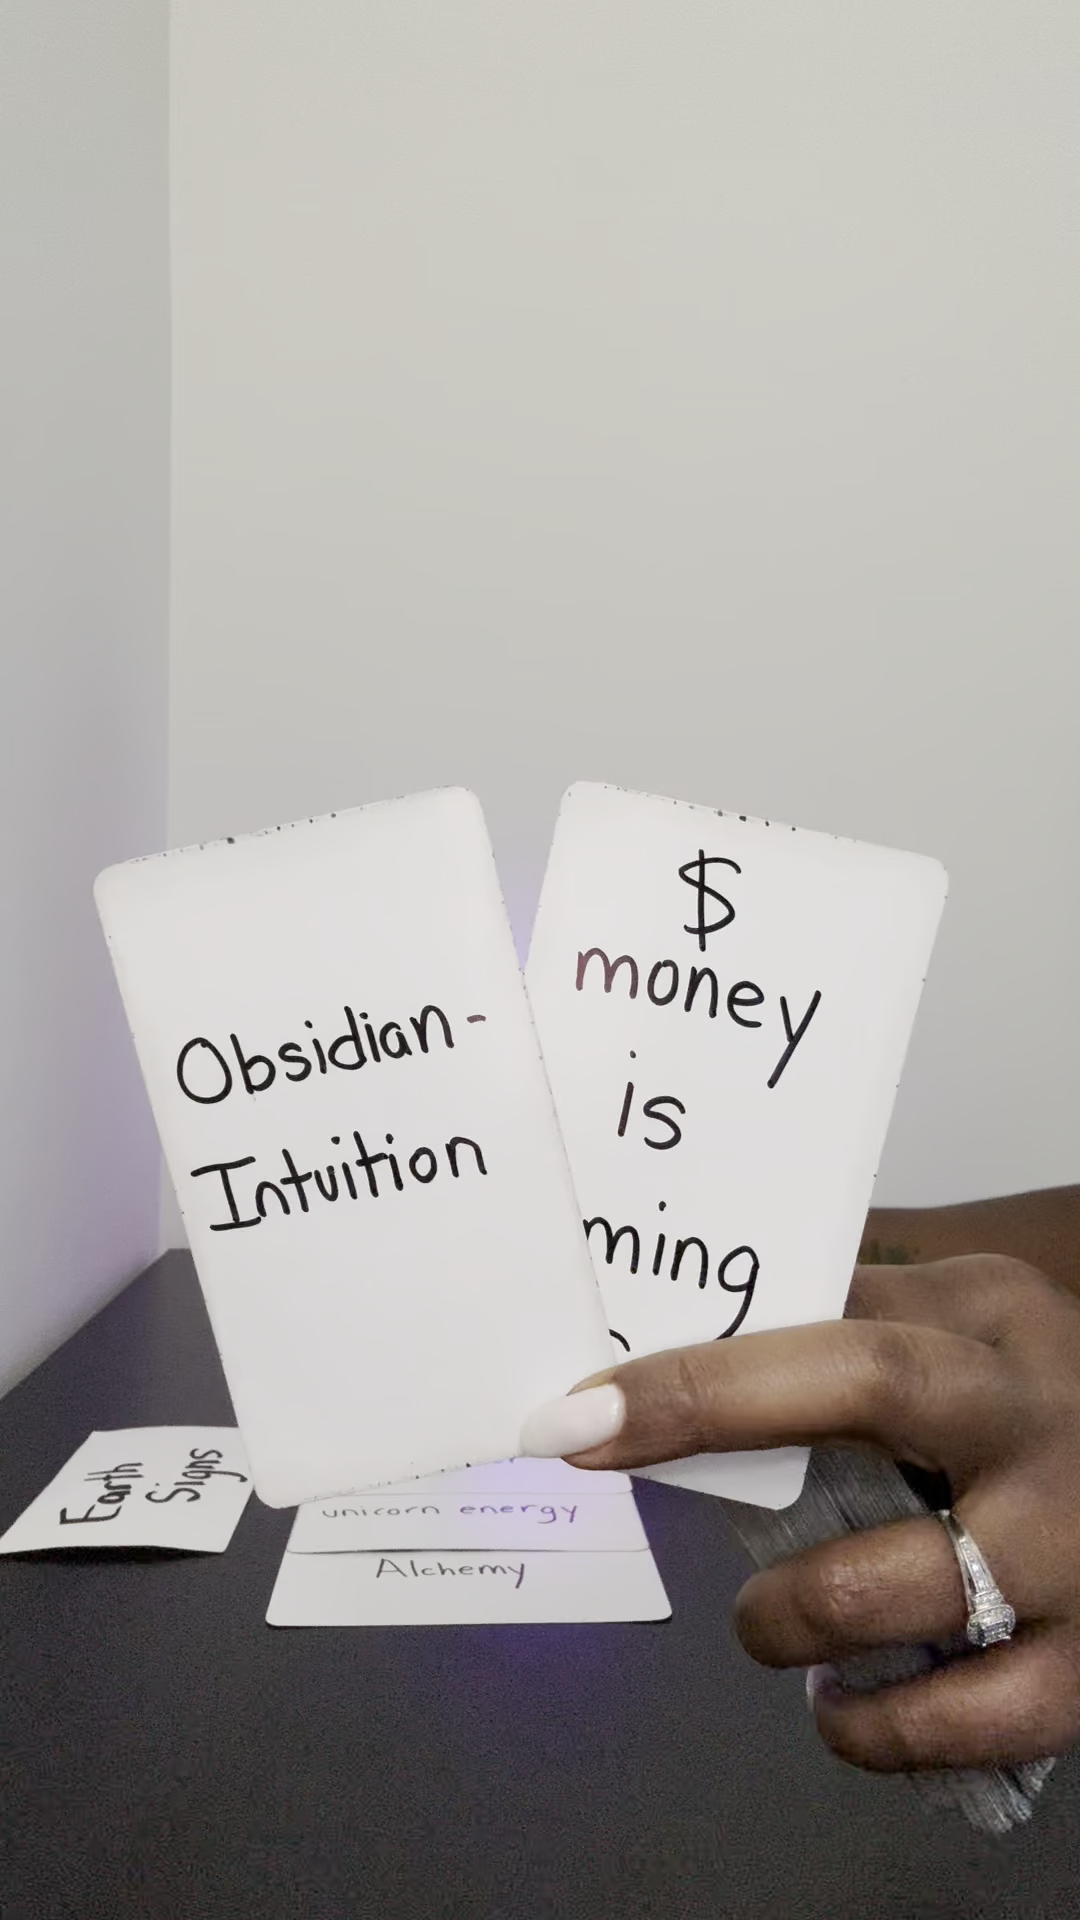 Obsidian-
Intuition
$
money
is
ming
Earth
Signs
unicorn energy
Alchemy